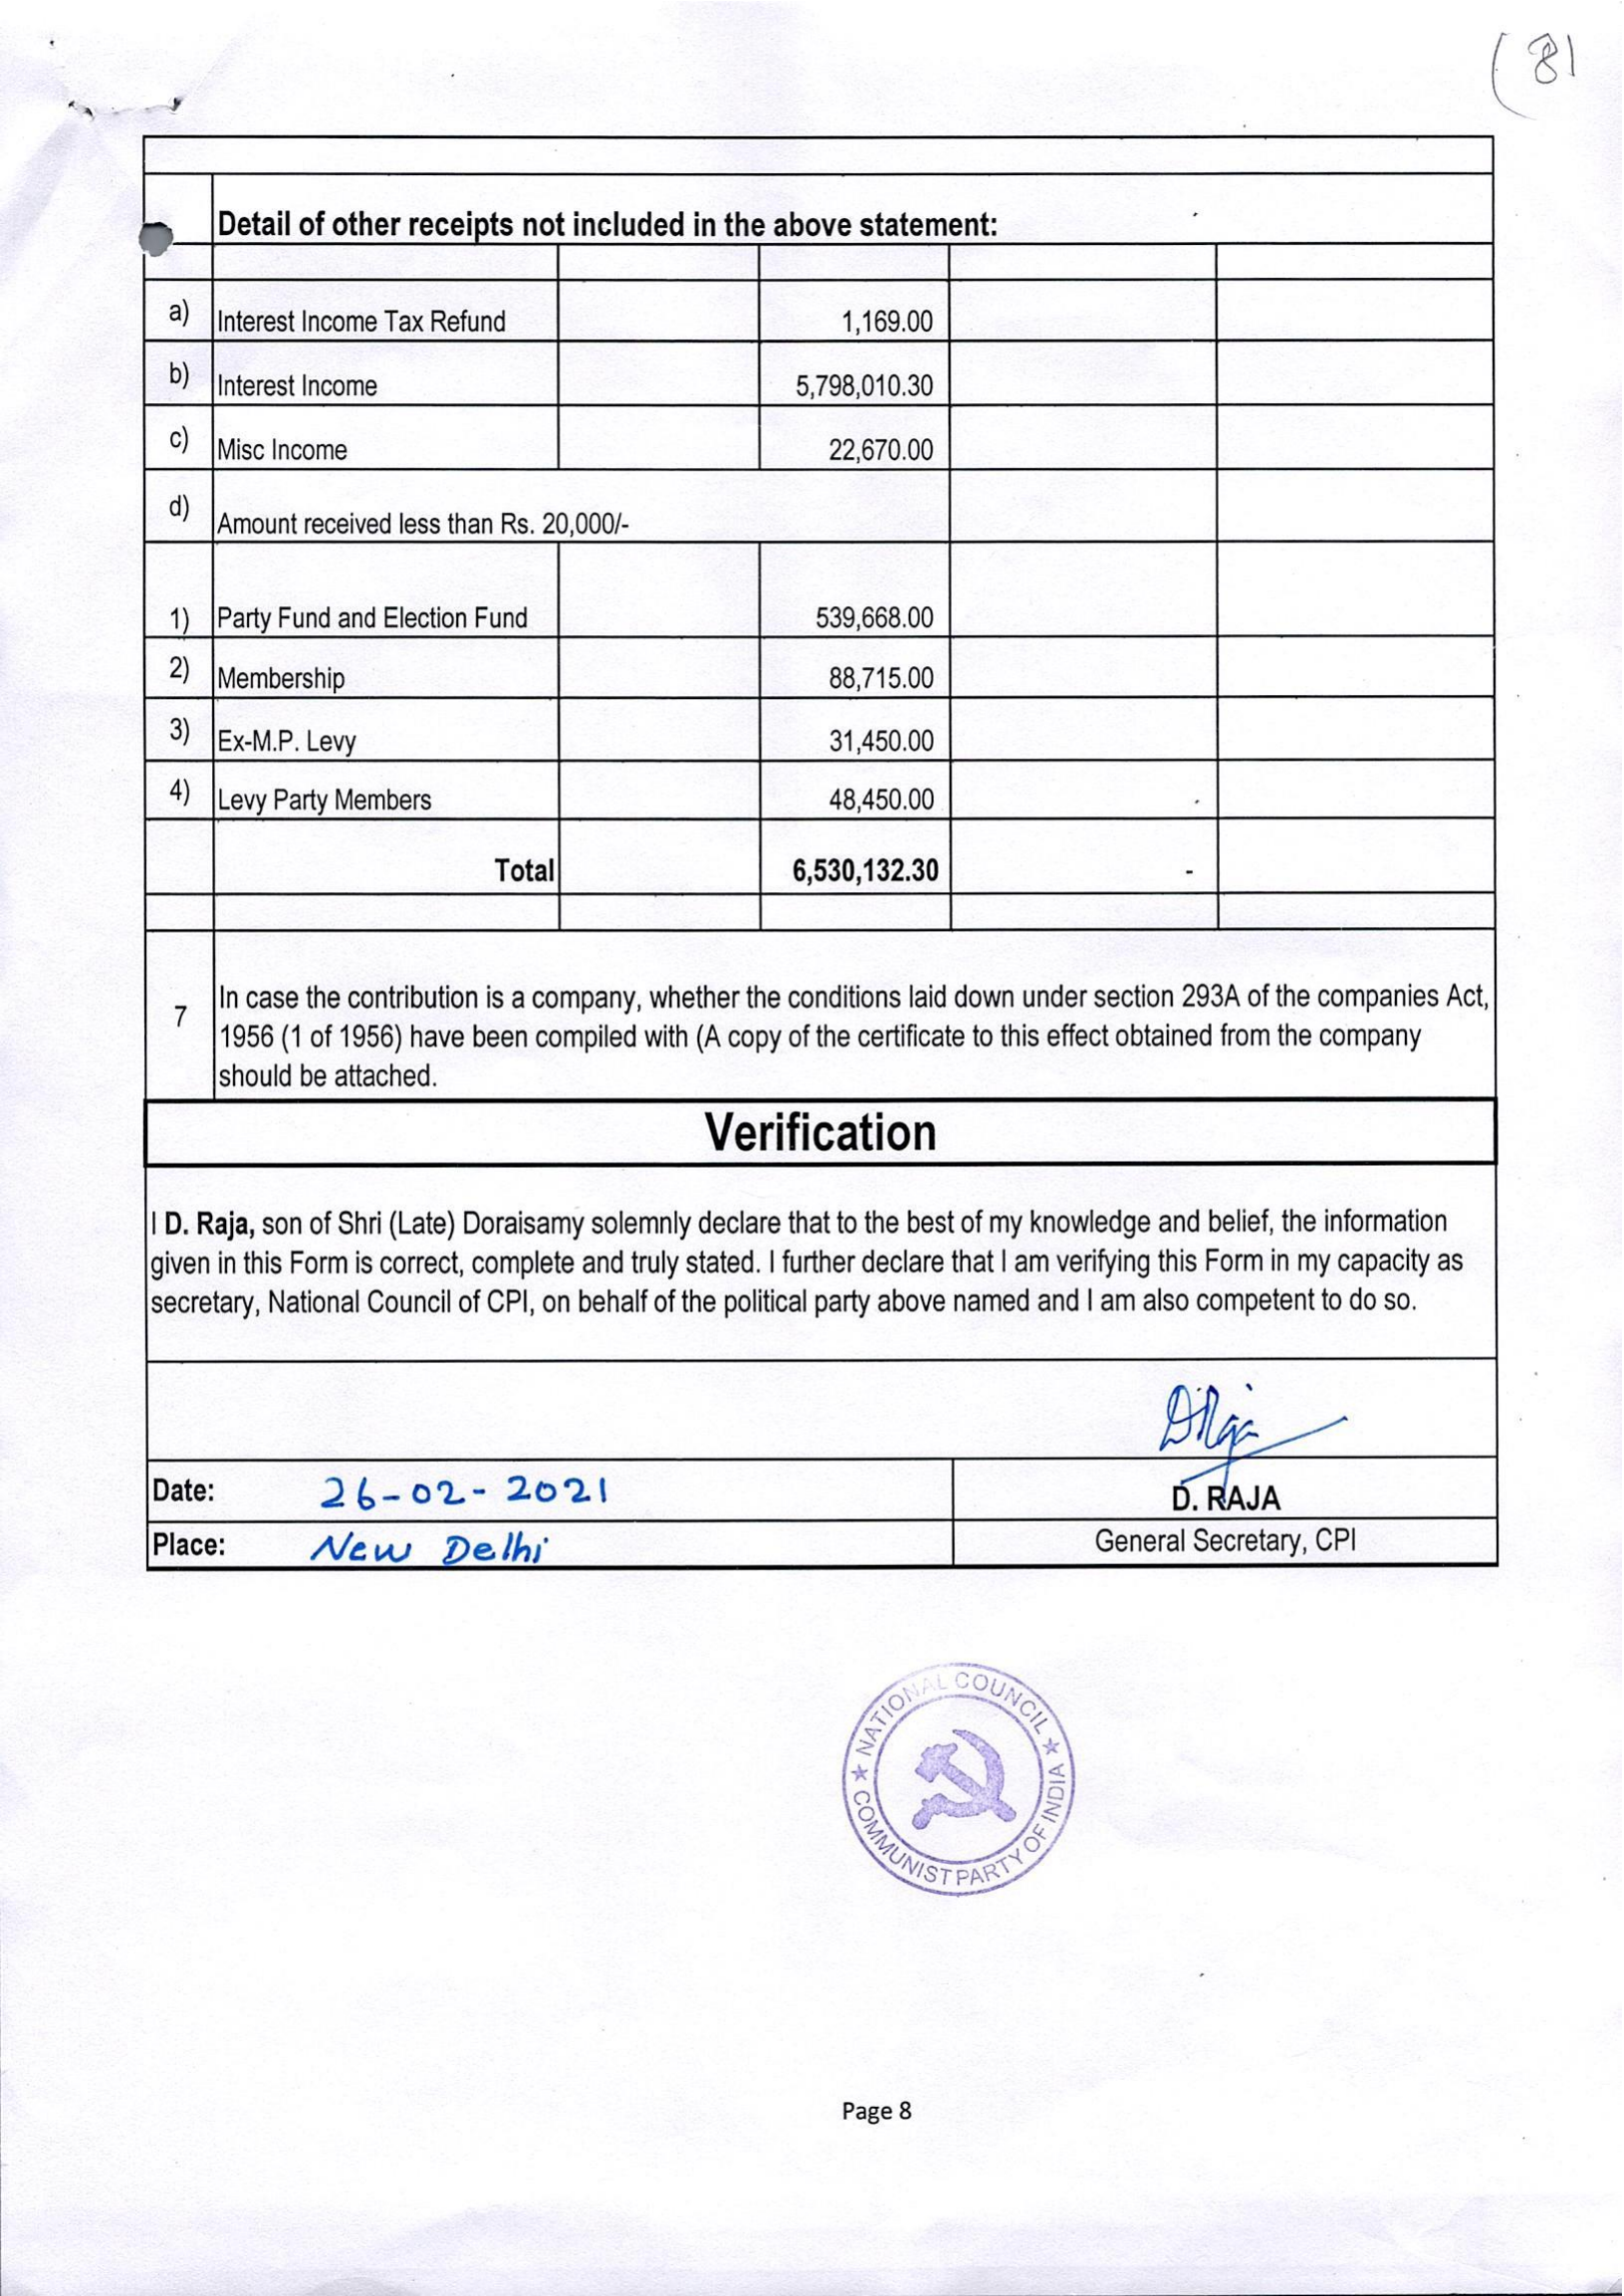 (8)
Detail of other receipts not included in the above statement:
a) Interest Income Tax Refund 1,169.00
b) Interest Income 5,798,010.30
c) Misc Income 22,670.00
d) Amount received less than Rs. 20,000/-
1) Party Fund and Election Fund 539,668.00
2) Membership 88,715.00
3) Ex-M.P. Levy 31,450.00
4) Levy Party Members 48,450.00
Total 6,530,132.30 -
7 In case the contribution is a company, whether the conditions laid down under section 293A of the companies Act,
1956 (1 of 1956) have been compiled with (A copy of the certificate to this effect obtained from the company
should be attached.
Verification
I D. Raja, son of Shri (Late) Doraisamy solemnly declare that to the best of my knowledge and belief, the information
given in this Form is correct, complete and truly stated. I further declare that I am verifying this Form in my capacity as
secretary, National Council of CPI, on behalf of the political party above named and I am also competent to do so.
DRaja
Date: 26-02-2021 D. RAJA
Place: New Delhi General Secretary, CPI
★ NATIONAL COUNCIL ★
COMMUNIST PARTY OF INDIA
Page 8